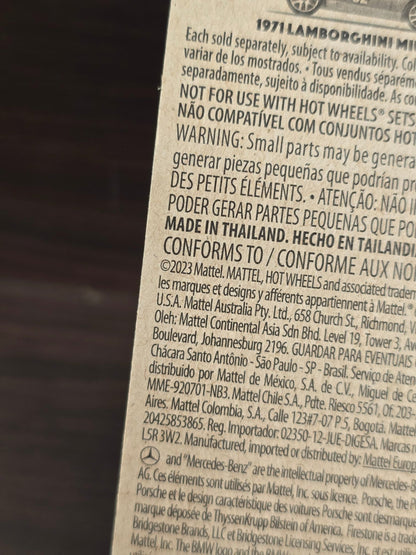 1971 LAMBORGHINI MI
Each sold separately, subject to availability. Col
variar de los mostrados. • Tous vendus séparém
separadamente, sujeito à disponibilidade. As co
NOT FOR USE WITH HOT WHEELS® SETS
NÃO COMPATÍVEL COM CONJUNTOS HOT
WARNING: Small parts may be genera
generar piezas pequeñas que podrían pr
DES PETITS ÉLÉMENTS. • ATENÇÃO: NÃO I
PODER GERAR PARTES PEQUENAS QUE PO
MADE IN THAILAND. HECHO EN TAILANDI
CONFORMS TO / CONFORME AUX NO
©2023 Mattel. MATTEL, HOT WHEELS and associated tradem
les marques et designs y afférents appartiennent à Mattel.
U.S.A. Mattel Australia Pty. Ltd., 658 Church St., Richmond,
Oleh: Mattel Continental Asia Sdn Bhd. Level 19, Tower 3, Av
Boulevard, Johannesburg 2196. GUARDAR PARA EVENTUAIS
Chácara Santo Antônio - São Paulo - SP - Brasil. Serviço de Aten
distribuido por Mattel de México, S.A. de C.V., Miguel de Ce
MME-920701-NB3. Mattel Chile S.A., Pdte. Riesco 5561, Of. 203
Aires. Mattel Colombia, S.A., Calle 123#7-07 P.5, Bogotá
20425853865. Reg. Importador: 02350-12-JUE-DIGESA. Marcas
L5R 3W2. Manufactured, imported or distributed by: Mattel Europ
and "Mercedes-Benz" are the intellectual property of Mercedes-
AG. Ces éléments sont utilisés par Mattel, Inc. sous licence. Porsche, the
Porsche et le design caractéristique des voitures Porsche sont
marque déposée de ThyssenKrupp Bilstein of America. Firestone is a trad
Bridgestone Brands, LLC et Bridgestone Licensing Services, Inc. et est
Mattel, Inc. The BMW logo